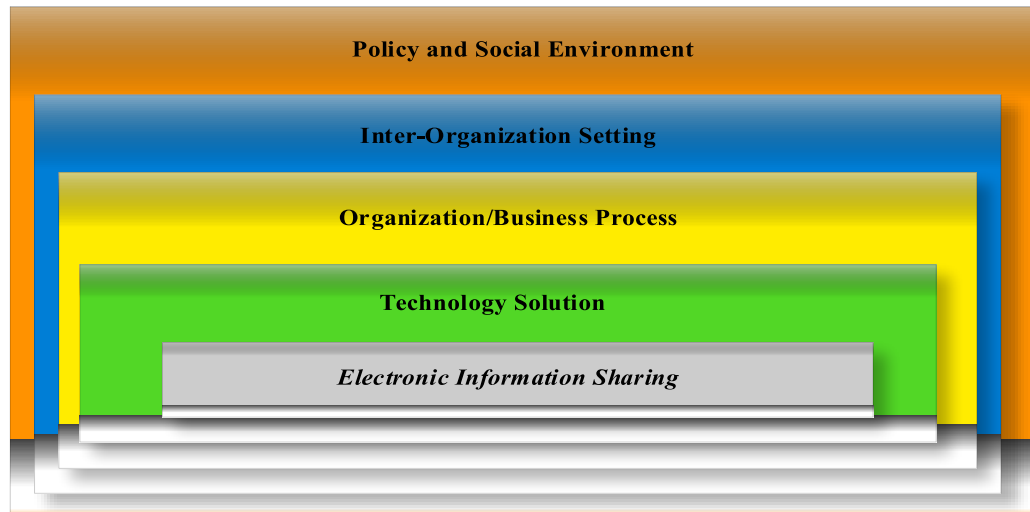 Policy and Social Environment
Inter-Organization Setting
Organization/Business Process
Technology Solution
Electronic Information Sharing